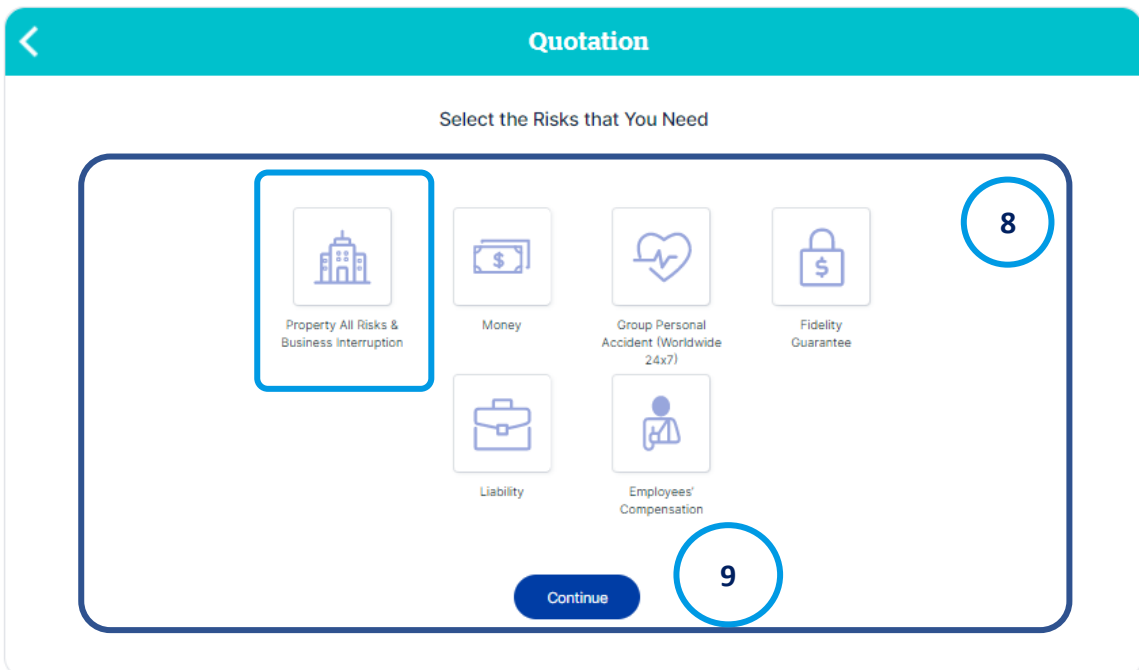 Quotation
Select the Risks that You Need
8
$
$
Property All Risks &
Business Interruption
Money
Group Personal
Accident (Worldwide
24x7)
Fidelity
Guarantee
Liability
Employees'
Compensation
9
Continue